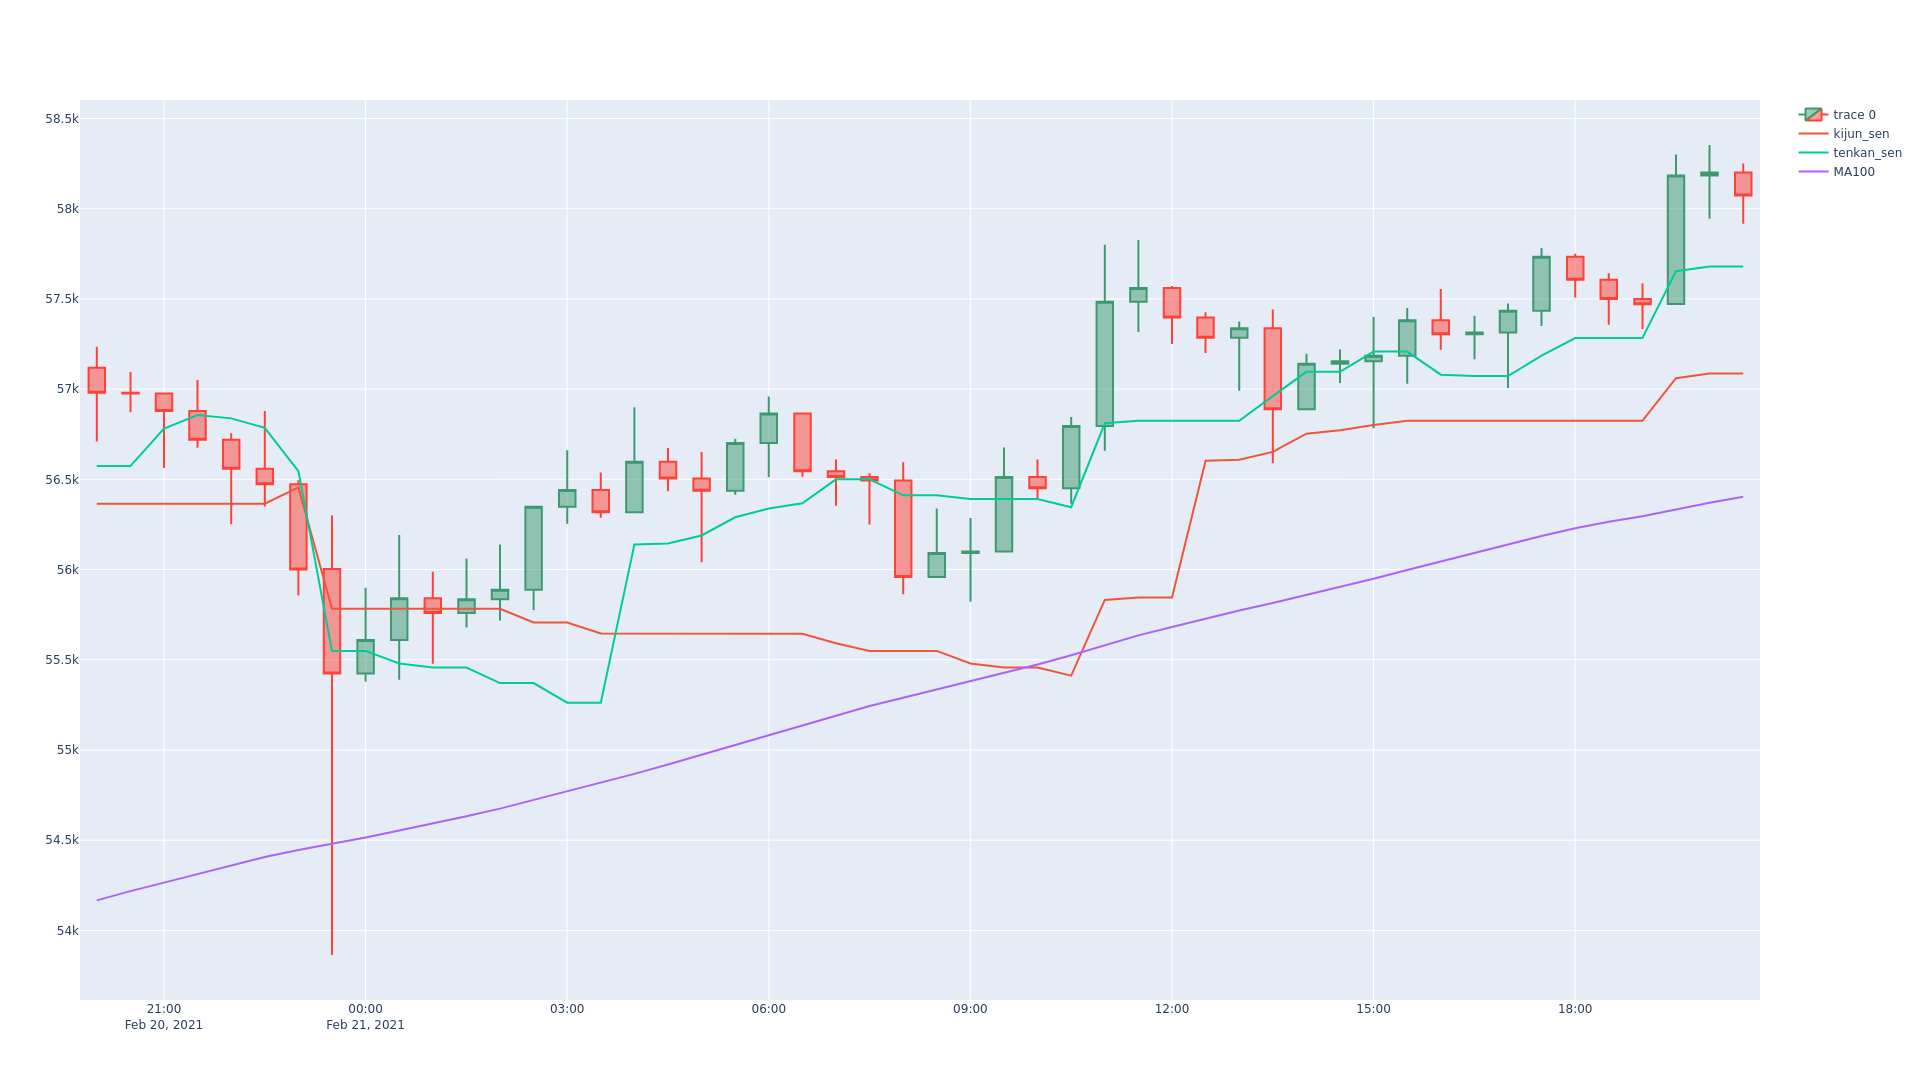 58.5k
58k
57.5k
57k
56.5k
56k
55.5k
55k
54.5k
54k
21:00 00:00 03:00 06:00 09:00 12:00 15:00 18:00
Feb 20, 2021 Feb 21, 2021
trace 0
kijun_sen
tenkan_sen
MA100